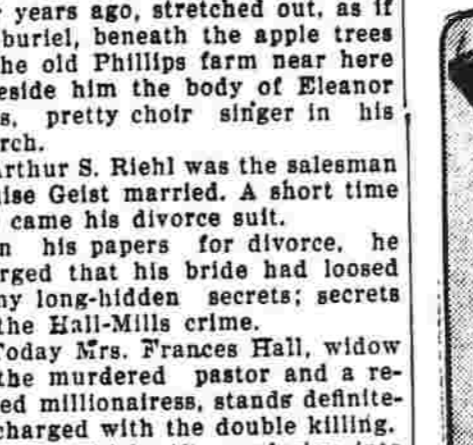 years ago, stretched out, as if
buriel, beneath the apple trees
he old Phillips farm near here
eside him the body of Eleanor
s, pretty choir singer in his
rch.
rthur S. Riehl was the salesman
ise Geist married. A short time
came his divorce suit.
n his papers for divorce, he
rged that his bride had loosed
ny long-hidden secrets; secrets
the Hall-Mills crime.
Today Mrs. Frances Hall, widow
the murdered pastor and a re-
ed millionairess, stands definite-
charged with the double killing.